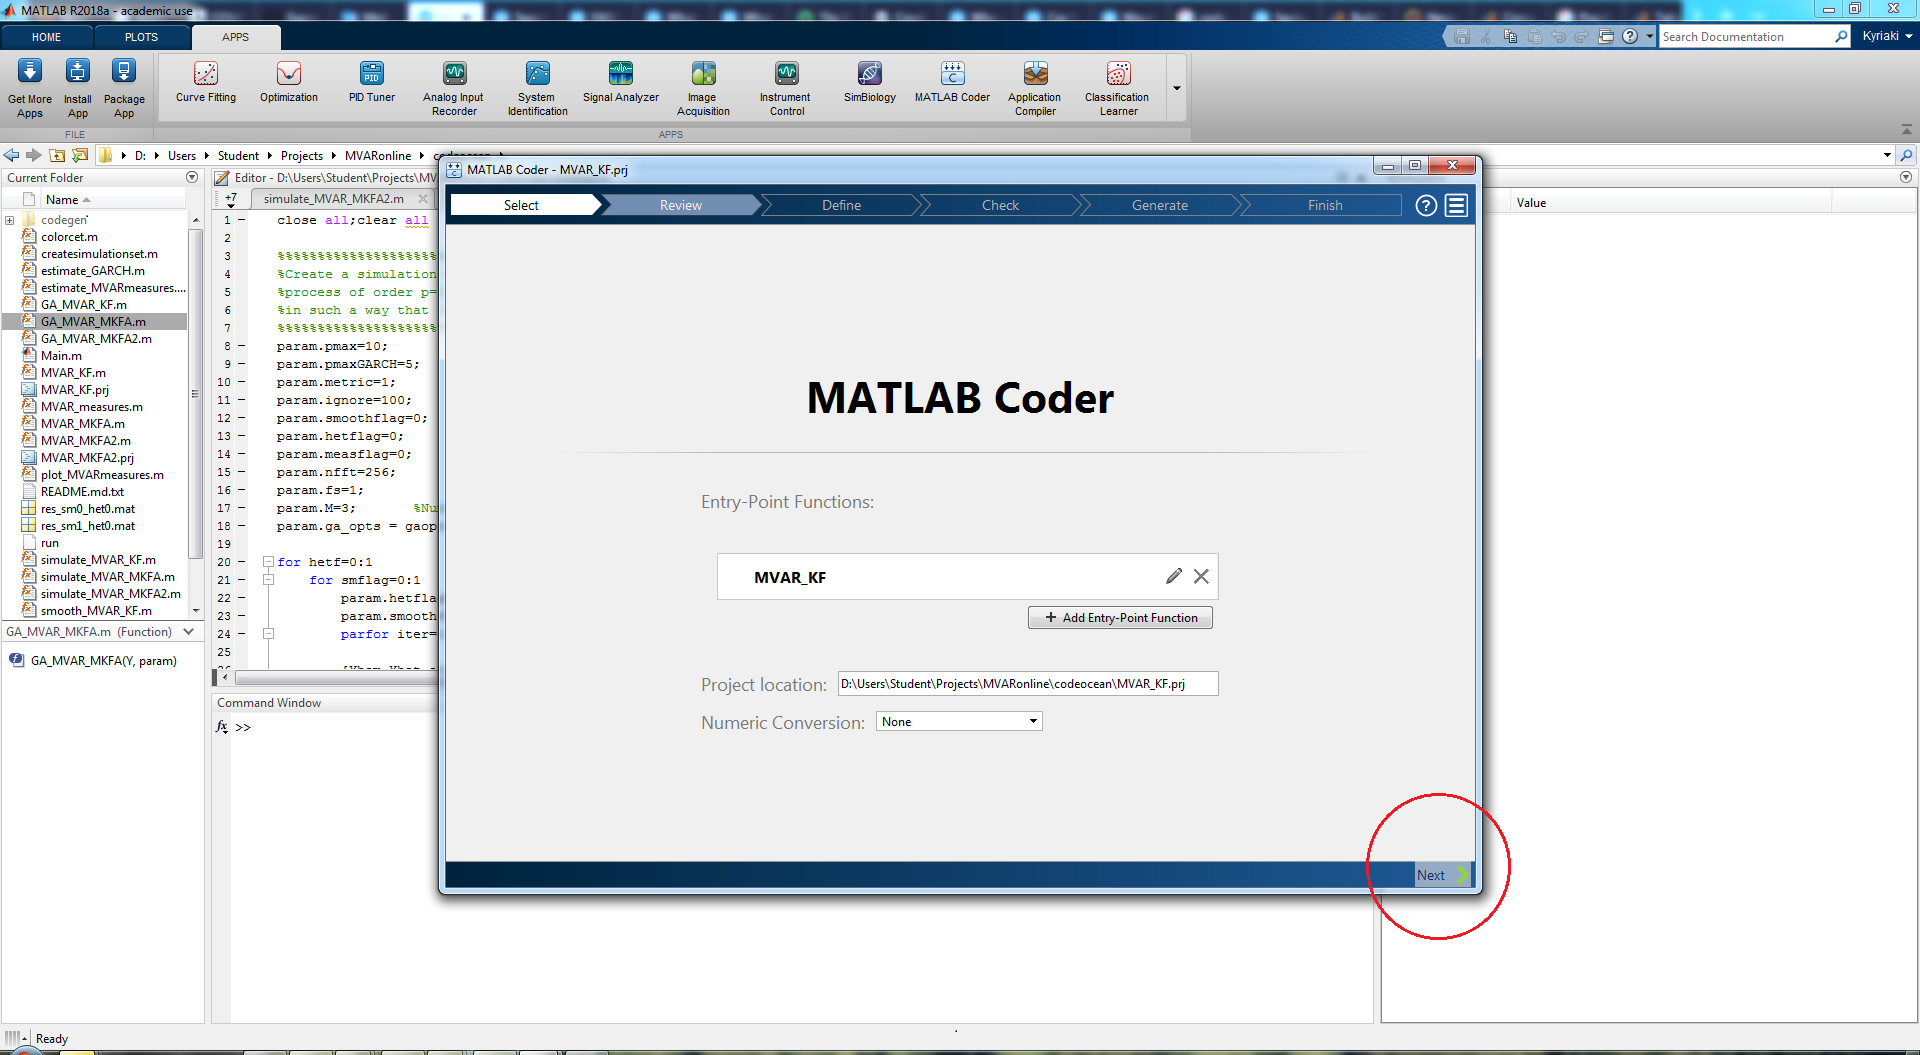 MATLAB R2018a - academic use
HOME
PLOTS
APPS
Search Documentation
Kyriaki
Get More Apps
Install App
Package App
Curve Fitting
Optimization
PID Tuner
Analog Input Recorder
System Identification
Signal Analyzer
Image Acquisition
Instrument Control
SimBiology
MATLAB Coder
Application Compiler
Classification Learner
FILE
APPS
D: Users Student Projects MVARonline
Current Folder
Name
codegen
colorcet.m
createsimulationset.m
estimate_GARCH.m
estimate_MVARmeasures....
GA_MVAR_KF.m
GA_MVAR_MKFA.m
GA_MVAR_MKFA2.m
Main.m
MVAR_KF.m
MVAR_KF.prj
MVAR_measures.m
MVAR_MKFA.m
MVAR_MKFA2.m
MVAR_MKFA2.prj
plot_MVARmeasures.m
README.md.txt
res_sm0_het0.mat
res_sm1_het0.mat
run
simulate_MVAR_KF.m
simulate_MVAR_MKFA.m
simulate_MVAR_MKFA2.m
smooth_MVAR_KF.m
GA_MVAR_MKFA.m (Function)
GA_MVAR_MKFA(Y, param)
Editor - D:\Users\Student\Projects\MV
+7
simulate_MVAR_MKFA2.m
1 – close all;clear all
2
3 %%%%%%%%%%%%%%%%%%%%
4 %Create a simulation
5 %process of order p=
6 %in such a way that
7 %%%%%%%%%%%%%%%%%%%%
8 – param.pmax=10;
9 – param.pmaxGARCH=5;
10 – param.metric=1;
11 – param.ignore=100;
12 – param.smoothflag=0;
13 – param.hetflag=0;
14 – param.measflag=0;
15 – param.nfft=256;
16 – param.fs=1;
17 – param.M=3; %Nu
18 – param.ga_opts = gaop
19
20 – for hetf=0:1
21 – for smflag=0:1
22 – param.hetfla
23 – param.smooth
24 – parfor iter=
25
Command Window
fx >>
MATLAB Coder - MVAR_KF.prj
Select
Review
Define
Check
Generate
Finish
?
MATLAB Coder
Entry-Point Functions:
MVAR_KF
+ Add Entry-Point Function
Project location: D:\Users\Student\Projects\MVARonline\codeocean\MVAR_KF.prj
Numeric Conversion: None
Next
Value
Ready